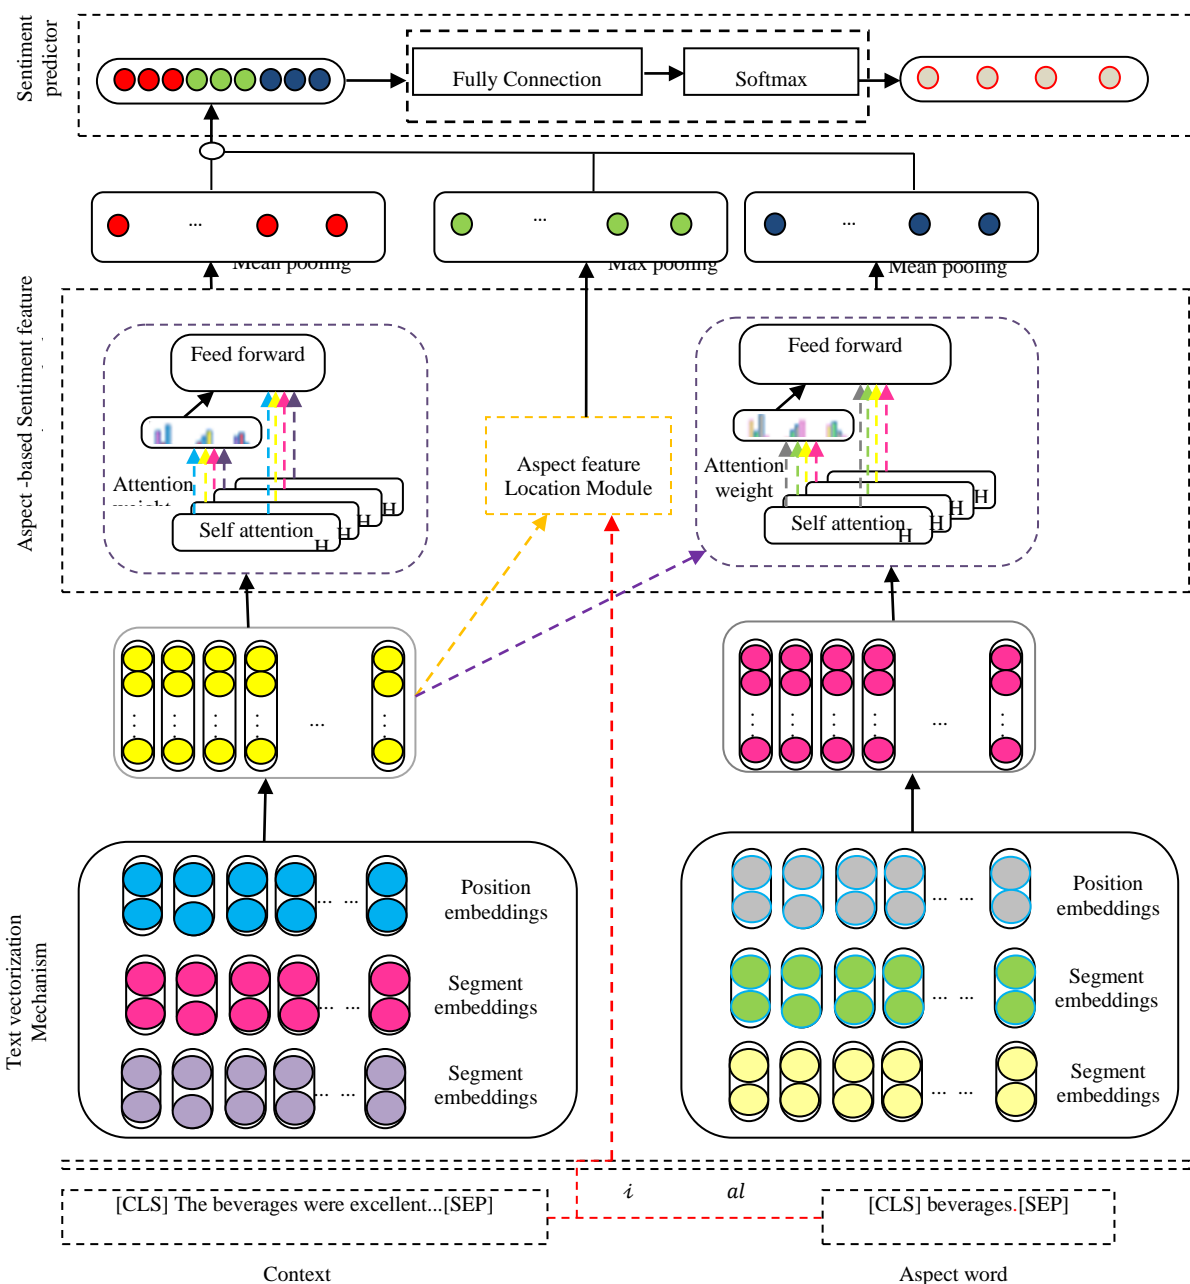 Sentiment
predictor
Fully Connection
Softmax
...
...
...
Mean pooling
Max pooling
Mean pooling
Aspect -based Sentiment feature
Feed forward
Feed forward
Attention
Attention
weight
Self attention
H
H
H
H
Self attention
H
H
H
H
Aspect feature
Location Module
...
...
Text vectorization
Mechanism
Position
embeddings
... ...
Segment
embeddings
... ...
Segment
embeddings
... ...
Position
embeddings
... ...
Segment
embeddings
... ...
Segment
embeddings
... ...
i al
[CLS] The beverages were excellent...[SEP]
[CLS] beverages.[SEP]
Context
Aspect word